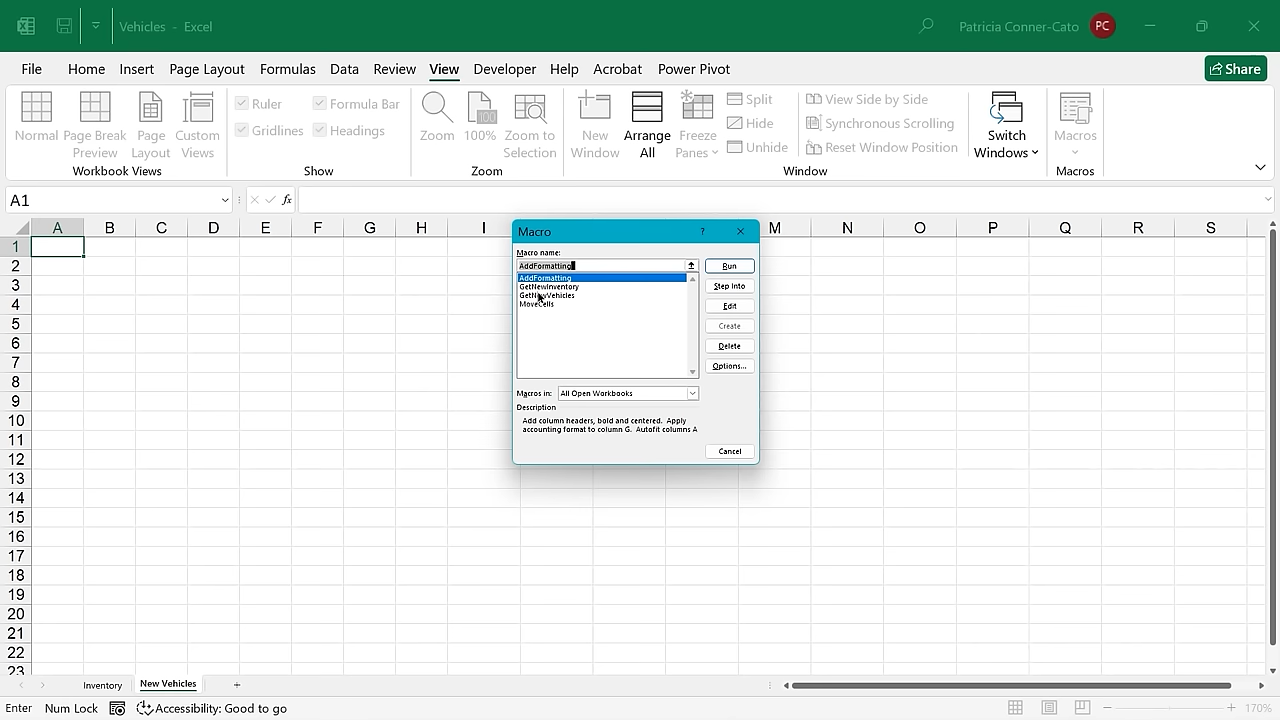 Vehicles - Excel
Patricia Conner-Cato
PC
File Home Insert Page Layout Formulas Data Review View Developer Help Acrobat Power Pivot
Share
Normal
Page Break Preview
Page Layout
Custom Views
Workbook Views
Ruler
Formula Bar
Gridlines
Headings
Show
Zoom
100%
Zoom to Selection
Zoom
New Window
Arrange All
Freeze Panes
Split
Hide
Unhide
View Side by Side
Synchronous Scrolling
Reset Window Position
Window
Switch Windows
Macros
Macros
A1
fx
A B C D E F G H I M N O P Q R S
1
2
3
4
5
6
7
8
9
10
11
12
13
14
15
16
17
18
19
20
21
22
23
Macro
?
Macro name:
AddFormatting
AddFormatting
GetNewInventory
GetNewVehicles
MoveCells
Run
Step Into
Edit
Create
Delete
Options...
Macros in: All Open Workbooks
Description
Add column headers, bold and centered. Apply
accounting format to column G. Autofit columns A
Cancel
Inventory New Vehicles
Enter Num Lock Accessibility: Good to go
170%